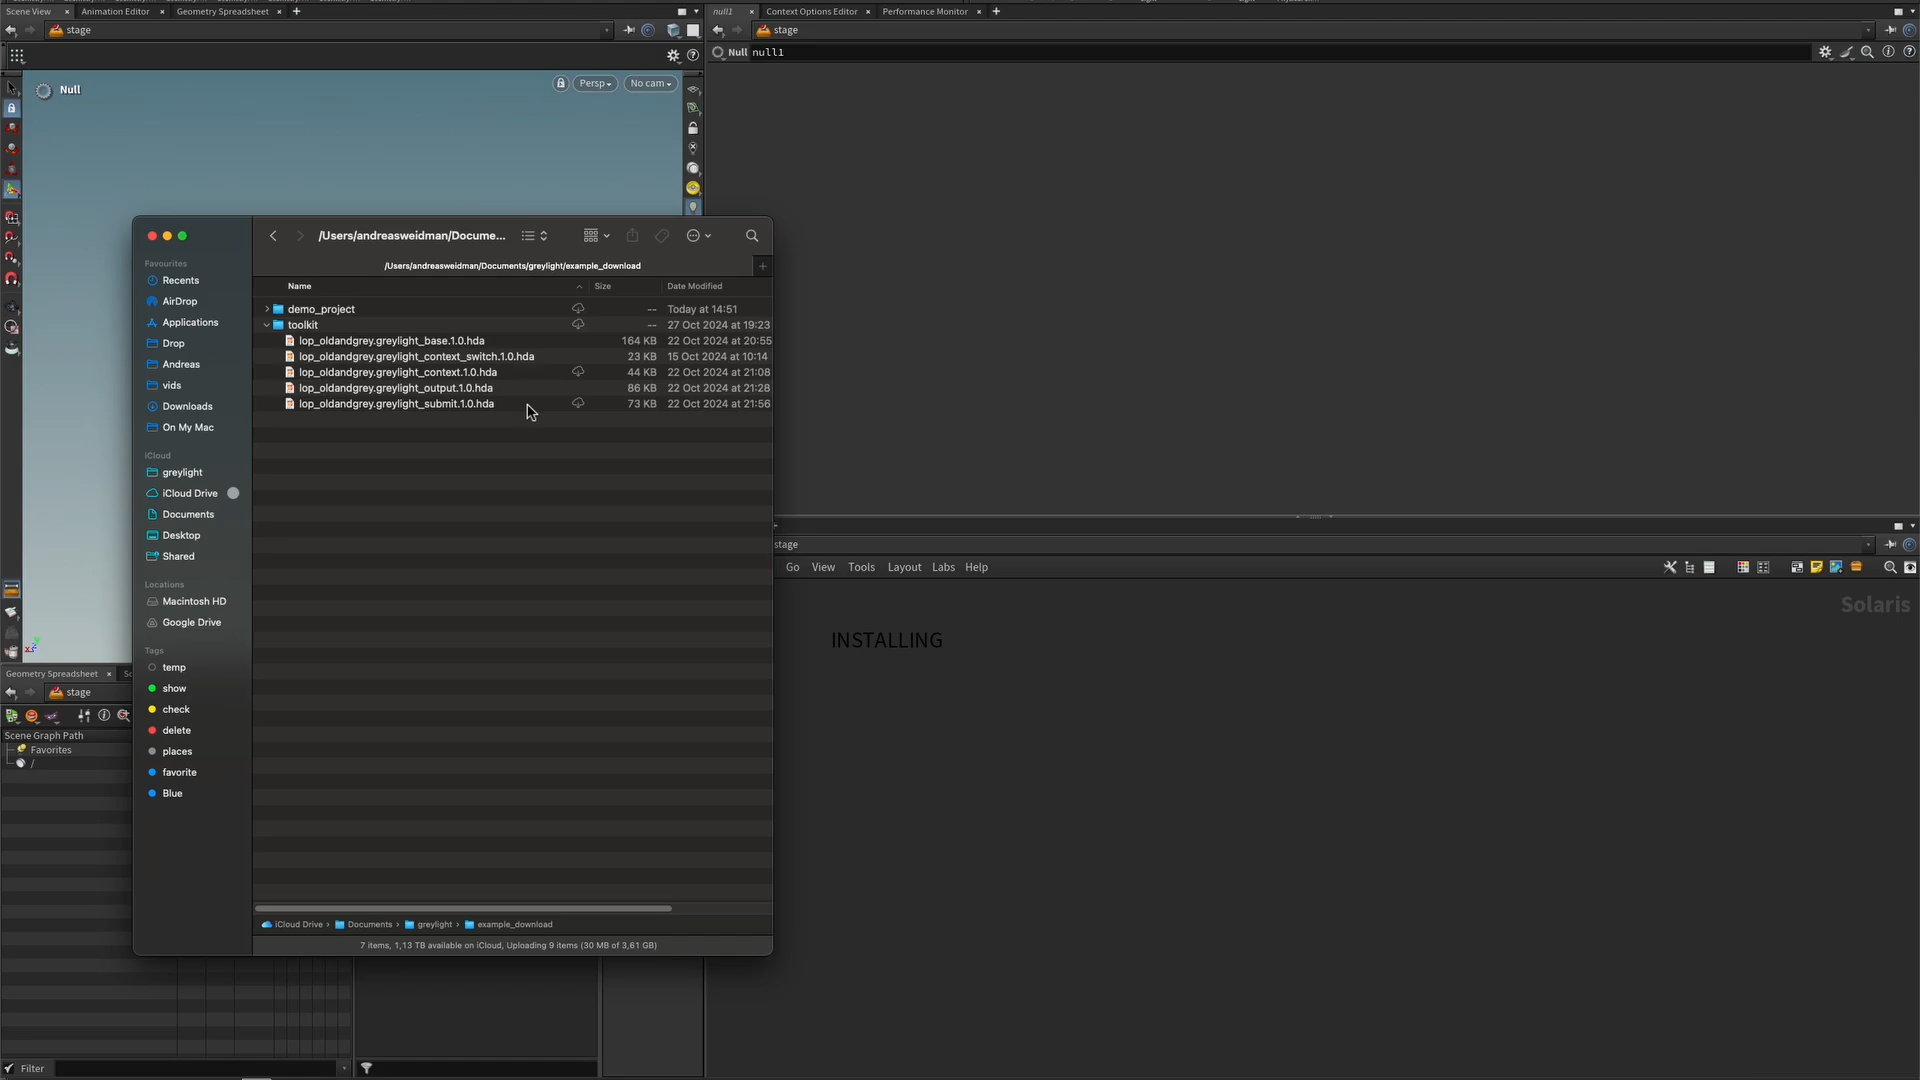 Scene View
Animation Editor
Geometry Spreadsheet
null1
Context Options Editor
Performance Monitor
stage
stage
Null null1
Null
Persp
No cam
/Users/andreasweidman/Docume...
/Users/andreasweidman/Documents/greylight/example_download
Favourites
Recents
AirDrop
Applications
Drop
Andreas
vids
Downloads
On My Mac
iCloud
greylight
iCloud Drive
Documents
Desktop
Shared
Locations
Macintosh HD
Google Drive
Tags
temp
show
check
delete
places
favorite
Blue
Name Size Date Modified
demo_project -- Today at 14:51
toolkit -- 27 Oct 2024 at 19:23
lop_oldandgrey.greylight_base.1.0.hda 164 KB 22 Oct 2024 at 20:55
lop_oldandgrey.greylight_context_switch.1.0.hda 23 KB 15 Oct 2024 at 10:14
lop_oldandgrey.greylight_context.1.0.hda 44 KB 22 Oct 2024 at 21:08
lop_oldandgrey.greylight_output.1.0.hda 86 KB 22 Oct 2024 at 21:28
lop_oldandgrey.greylight_submit.1.0.hda 73 KB 22 Oct 2024 at 21:56
iCloud Drive › Documents › greylight › example_download
7 items, 1,13 TB available on iCloud, Uploading 9 items (30 MB of 3,61 GB)
stage
Go View Tools Layout Labs Help
Solaris
INSTALLING
Geometry Spreadsheet
stage
Scene Graph Path
Favorites
/
Filter